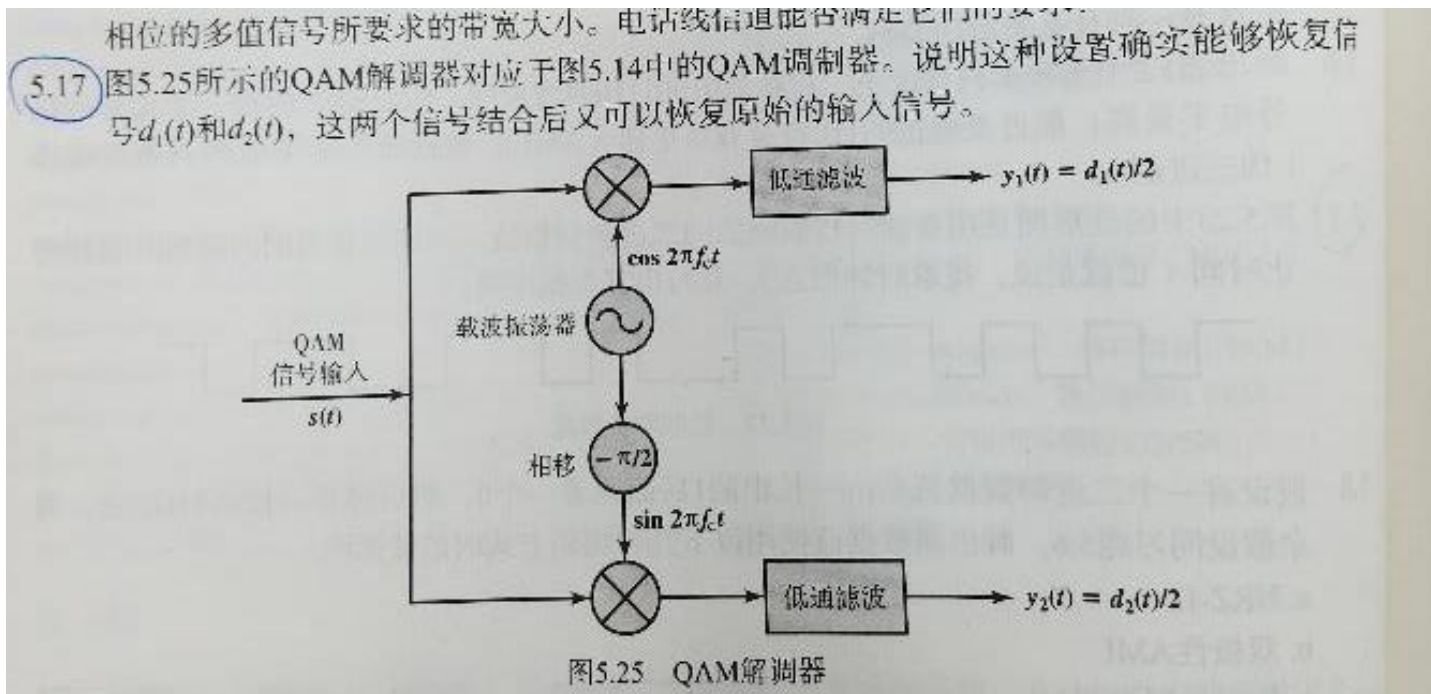 相位的多值信号所要求的带宽大小。电话线信道能否满足它们的要求
5.17 图5.25所示的QAM解调器对应于图5.14中的QAM调制器。说明这种设置确实能够恢复信
号d₁(t)和d₂(t)，这两个信号结合后又可以恢复原始的输入信号。
低通滤波
y₁(t) = d₁(t)/2
cos 2πf_ct
载波振荡器
QAM
信号输入
s(t)
相移
−π/2
sin 2πf_ct
低通滤波
y₂(t) = d₂(t)/2
图5.25 QAM解调器